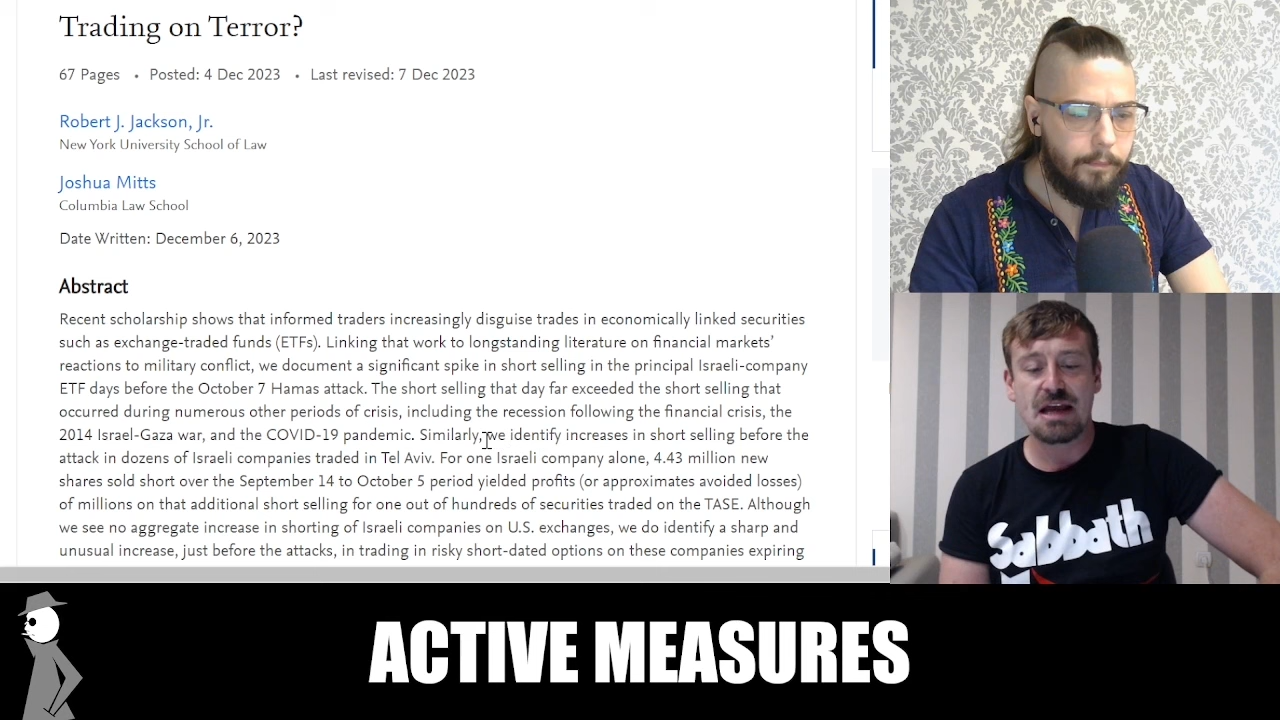 Trading on Terror?
67 Pages • Posted: 4 Dec 2023 • Last revised: 7 Dec 2023
Robert J. Jackson, Jr.
New York University School of Law
Joshua Mitts
Columbia Law School
Date Written: December 6, 2023
Abstract
Recent scholarship shows that informed traders increasingly disguise trades in economically linked securities
such as exchange-traded funds (ETFs). Linking that work to longstanding literature on financial markets’
reactions to military conflict, we document a significant spike in short selling in the principal Israeli-company
ETF days before the October 7 Hamas attack. The short selling that day far exceeded the short selling that
occurred during numerous other periods of crisis, including the recession following the financial crisis, the
2014 Israel-Gaza war, and the COVID-19 pandemic. Similarly, we identify increases in short selling before the
attack in dozens of Israeli companies traded in Tel Aviv. For one Israeli company alone, 4.43 million new
shares sold short over the September 14 to October 5 period yielded profits (or approximates avoided losses)
of millions on that additional short selling for one out of hundreds of securities traded on the TASE. Although
we see no aggregate increase in shorting of Israeli companies on U.S. exchanges, we do identify a sharp and
unusual increase, just before the attacks, in trading in risky short-dated options on these companies expiring
Sabbath
ACTIVE MEASURES